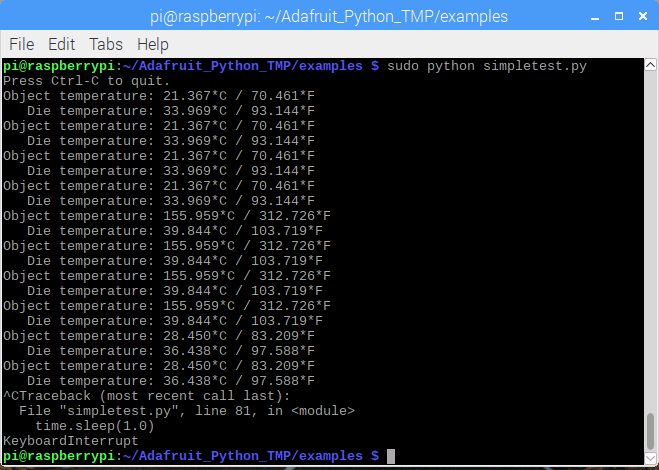 pi@raspberrypi: ~/Adafruit_Python_TMP/examples
File Edit Tabs Help
pi@raspberrypi:~/Adafruit_Python_TMP/examples $ sudo python simpletest.py
Press Ctrl-C to quit.
Object temperature: 21.367*C / 70.461*F
   Die temperature: 33.969*C / 93.144*F
Object temperature: 21.367*C / 70.461*F
   Die temperature: 33.969*C / 93.144*F
Object temperature: 21.367*C / 70.461*F
   Die temperature: 33.969*C / 93.144*F
Object temperature: 21.367*C / 70.461*F
   Die temperature: 33.969*C / 93.144*F
Object temperature: 155.959*C / 312.726*F
   Die temperature: 39.844*C / 103.719*F
Object temperature: 155.959*C / 312.726*F
   Die temperature: 39.844*C / 103.719*F
Object temperature: 155.959*C / 312.726*F
   Die temperature: 39.844*C / 103.719*F
Object temperature: 155.959*C / 312.726*F
   Die temperature: 39.844*C / 103.719*F
Object temperature: 28.450*C / 83.209*F
   Die temperature: 36.438*C / 97.588*F
Object temperature: 28.450*C / 83.209*F
   Die temperature: 36.438*C / 97.588*F
^CTraceback (most recent call last):
  File "simpletest.py", line 81, in <module>
    time.sleep(1.0)
KeyboardInterrupt
pi@raspberrypi:~/Adafruit_Python_TMP/examples $